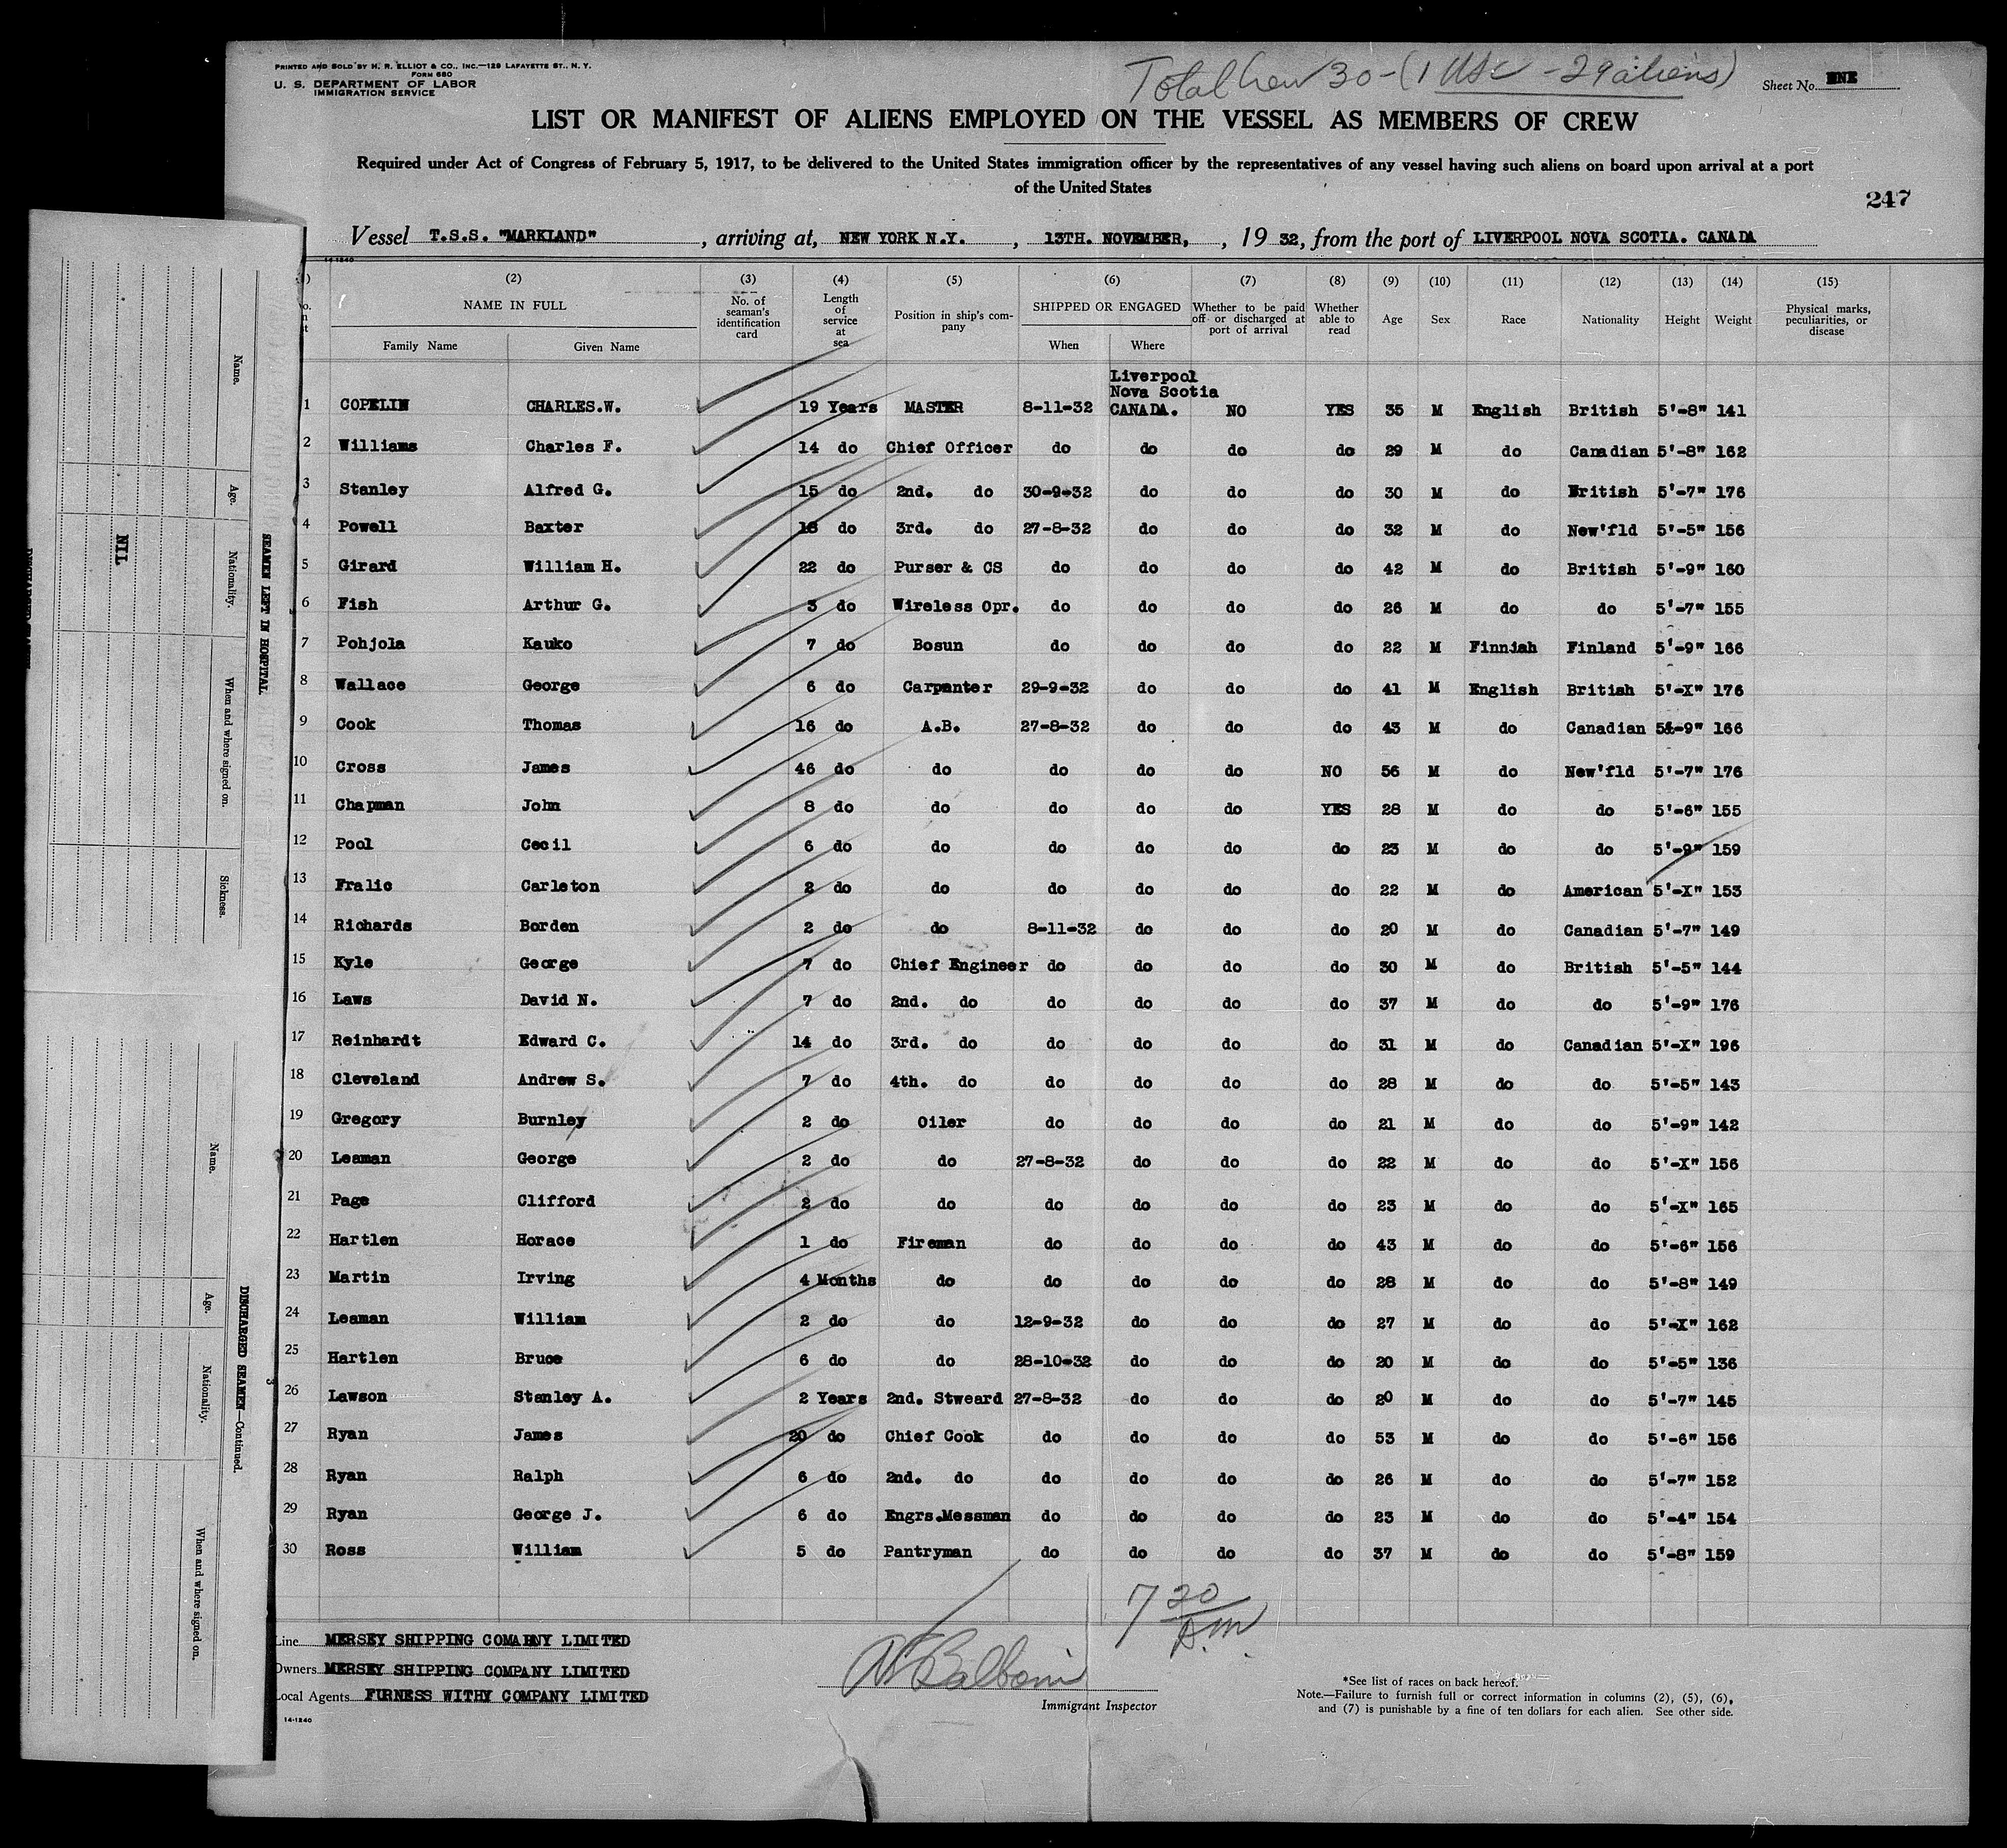 PRINTED AND SOLD BY H. R. ELLIOT & CO., INC.—129 LAFAYETTE ST., N. Y.
FORM 680
U. S. DEPARTMENT OF LABOR
IMMIGRATION SERVICE
Total Crew 30 - (1 USC - 29 aliens)
Sheet No.
LIST OR MANIFEST OF ALIENS EMPLOYED ON THE VESSEL AS MEMBERS OF CREW
Required under Act of Congress of February 5, 1917, to be delivered to the United States immigration officer by the representatives of any vessel having such aliens on board upon arrival at a port
of the United States
247
Vessel T.S.S. "MARKLAND", arriving at, NEW YORK N.Y., 13TH. NOVEMBER, , 19 32, from the port of LIVERPOOL NOVA SCOTIA. CANADA
14-1240
(2) (3) (4) (5) (6) (7) (8) (9) (10) (11) (12) (13) (14) (15)
NAME IN FULL | No. of seaman's identification card | Length of service at sea | Position in ship's company | SHIPPED OR ENGAGED | Whether to be paid off or discharged at port of arrival | Whether able to read | Age | Sex | Race | Nationality | Height | Weight | Physical marks, peculiarities, or disease
Family Name Given Name When Where
Liverpool
Nova Scotia
1 COPELIN CHARLES.W. 19 Years MASTER 8-11-32 CANADA. NO YES 35 M English British 5'-8" 141
2 Williams Charles F. 14 do Chief Officer do do do do 29 M do Canadian 5'-8" 162
3 Stanley Alfred G. 15 do 2nd. do 30-9-32 do do do 30 M do British 5'-7" 176
4 Powell Baxter do 3rd. do 27-8-32 do do do 32 M do New'fld 5'-5" 156
5 Girard William H. 22 do Purser & CS do do do do 42 M do British 5'-9" 160
6 Fish Arthur G. 3 do Wireless Opr. do do do do 26 M do do 5'-7" 155
7 Pohjola Kauko 7 do Bosun do do do do 22 M Finnish Finland 5'-9" 166
8 Wallace George 6 do Carpanter 29-9-32 do do do 41 M English British 5'-X" 176
9 Cook Thomas 16 do A.B. 27-8-32 do do do 43 M do Canadian 5'-9" 166
10 Cross James 46 do do do do do NO 56 M do New'fld 5'-7" 176
11 Chapman John 8 do do do do do YES 28 M do do 5'-6" 155
12 Pool Cecil 6 do do do do do do 23 M do do 5'-9" 159
13 Fralic Carleton 2 do do do do do do 22 M do American 5'-X" 153
14 Richards Borden 2 do do 8-11-32 do do do 20 M do Canadian 5'-7" 149
15 Kyle George 7 do Chief Engineer do do do do 30 M do British 5'-5" 144
16 Laws David N. 7 do 2nd. do do do do do 37 M do do 5'-9" 176
17 Reinhardt Edward C. 14 do 3rd. do do do do do 31 M do Canadian 5'-X" 196
18 Cleveland Andrew S. 7 do 4th. do do do do do 28 M do do 5'-5" 143
19 Gregory Burnley 2 do Oiler do do do do 21 M do do 5'-9" 142
20 Leaman George 2 do do 27-8-32 do do do 22 M do do 5'-X" 156
21 Page Clifford 2 do do do do do do 23 M do do 5'-X" 165
22 Hartlen Horace 1 do Fireman do do do do 43 M do do 5'-6" 156
23 Martin Irving 4 Months do do do do do 28 M do do 5'-8" 149
24 Leaman William 2 do do 12-9-32 do do do 27 M do do 5'-X" 162
25 Hartlen Bruce 6 do do 28-10-32 do do do 20 M do do 5'-5" 136
26 Lawson Stanley A. 2 Years 2nd. Stweard 27-8-32 do do do 20 M do do 5'-7" 145
27 Ryan James 20 do Chief Cook do do do do 53 M do do 5'-6" 156
28 Ryan Ralph 6 do 2nd. do do do do do 26 M do do 5'-7" 152
29 Ryan George J. 6 do Engrs.Messman do do do do 23 M do do 5'-4" 154
30 Ross William 5 do Pantryman do do do do 37 M do do 5'-8" 159
7 30
Line MERSEY SHIPPING COMABNY LIMITED
Owners MERSEY SHIPPING COMPANY LIMITED
Local Agents FURNESS WITHY COMPANY LIMITED
14-1240
Immigrant Inspector
*See list of races on back hereof.
Note.—Failure to furnish full or correct information in columns (2), (5), (6),
and (7) is punishable by a fine of ten dollars for each alien. See other side.
SEAMEN LEFT IN HOSPITAL.
Name. Age. Nationality. When and where signed on. Sickness.
NIL
DISCHARGED SEAMEN—Continued.
Name. Age. Nationality. When and where signed on.